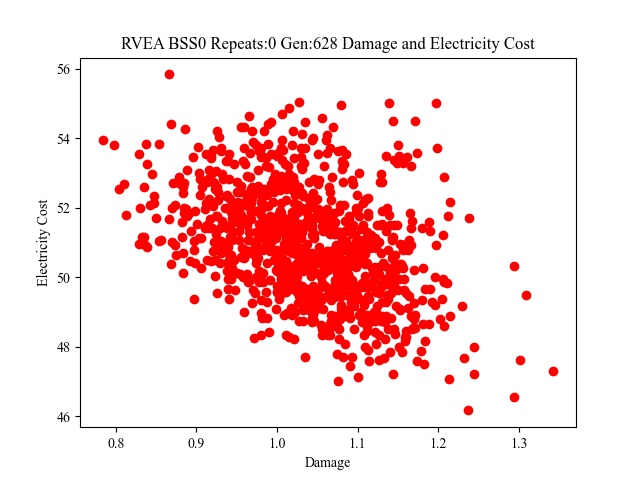 RVEA BSS0 Repeats:0 Gen:628 Damage and Electricity Cost
56
54
52
50
48
46
Electricity Cost
0.8 0.9 1.0 1.1 1.2 1.3
Damage